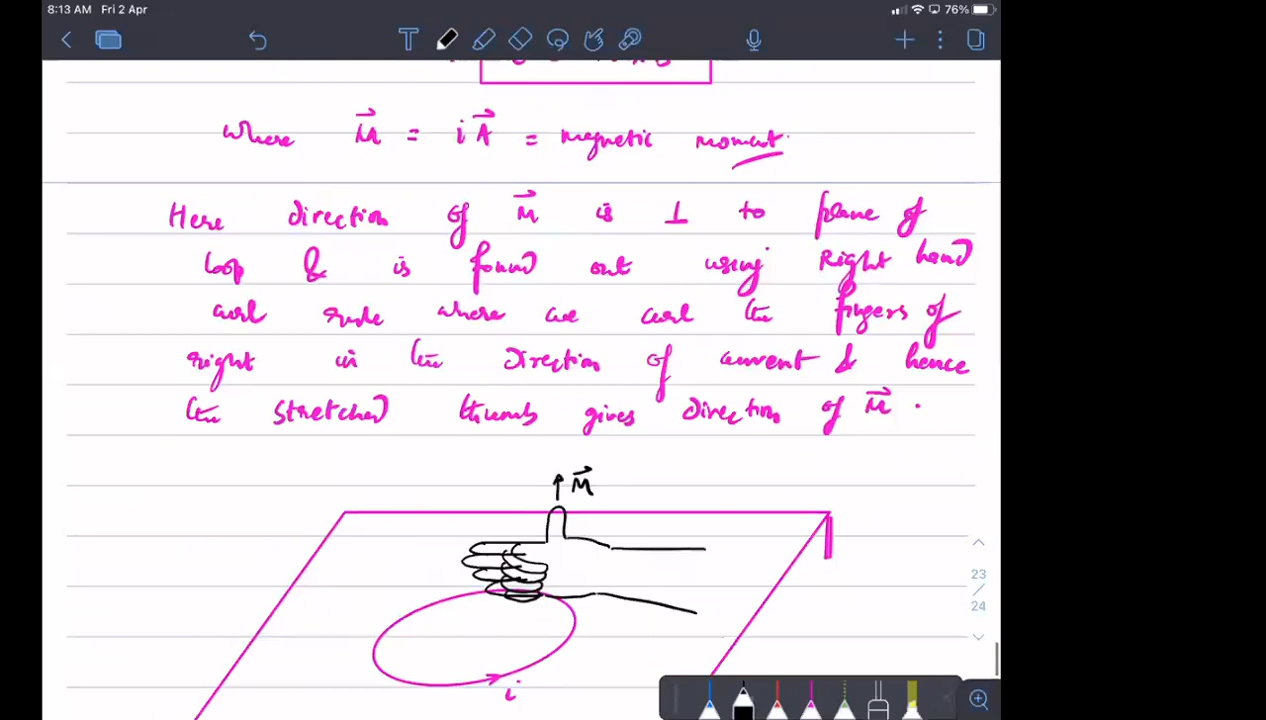 8:13 AM Fri 2 Apr
76%
T
where M⃗ = iA⃗ = magnetic moment.
Here direction of M⃗ is ⊥ to plane of
loop & is found out using Right hand
curl rule where we curl the fingers of
right in the direction of current & hence
the stretched thumb gives direction of M⃗.
M⃗
23
/
24
i